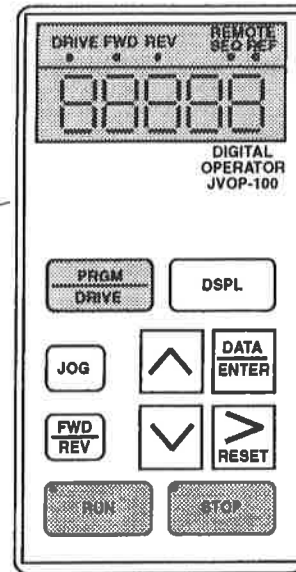 DRIVE FWD REV REMOTE
SEQ REF
88888
DIGITAL
OPERATOR
JVOP-100
PRGM
DRIVE
DSPL
JOG
DATA
ENTER
FWD
REV
RESET
RUN
STOP